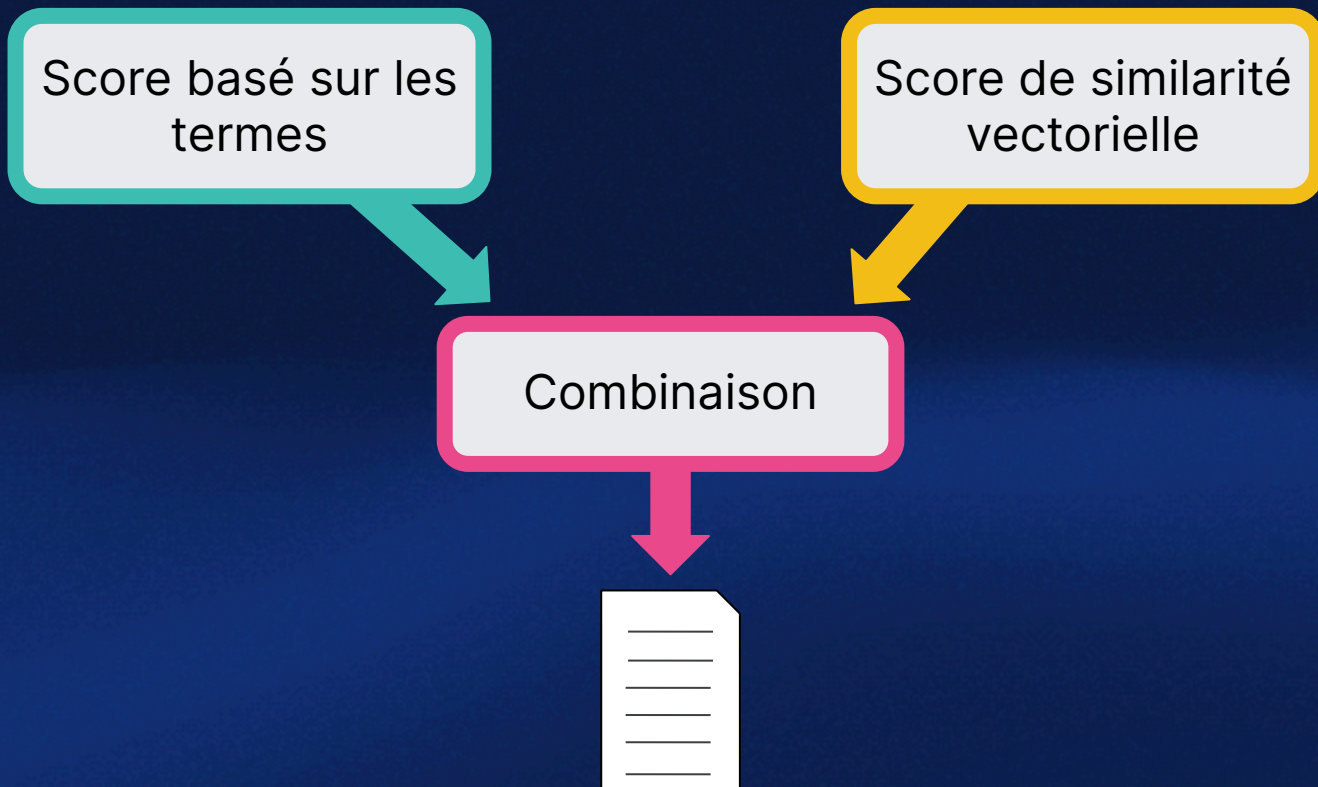 Score basé sur les
termes
Score de similarité
vectorielle
Combinaison